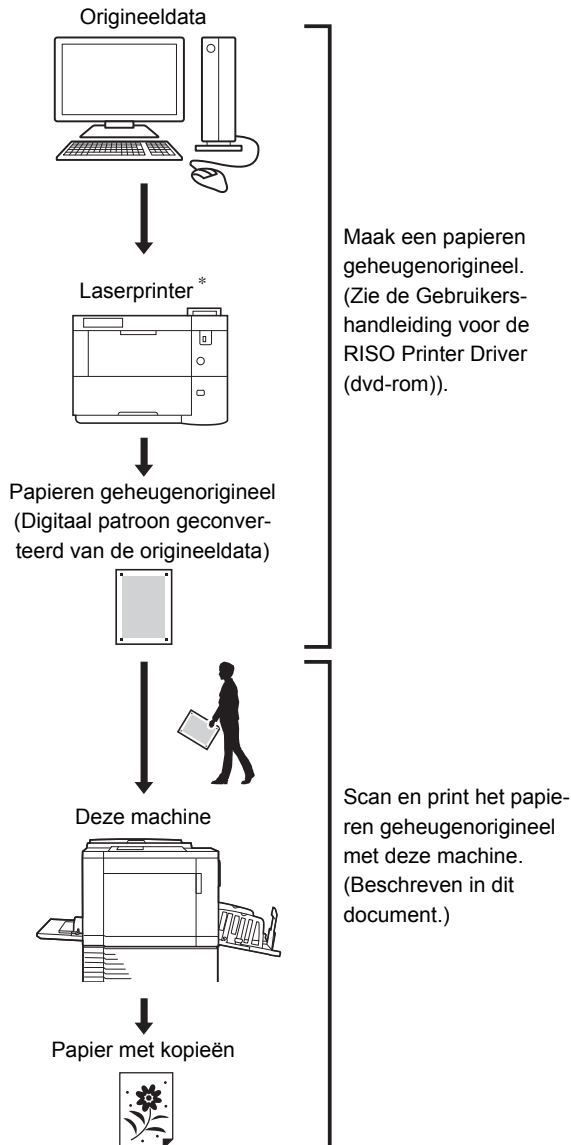 Origineeldata
Maak een papieren
geheugenorigineel.
(Zie de Gebruikers-
handleiding voor de
RISO Printer Driver
(dvd-rom)).
Laserprinter*
Papieren geheugenorigineel
(Digitaal patroon geconver-
teerd van de origineeldata)
Deze machine
Scan en print het papie-
ren geheugenorigineel
met deze machine.
(Beschreven in dit
document.)
Papier met kopieën